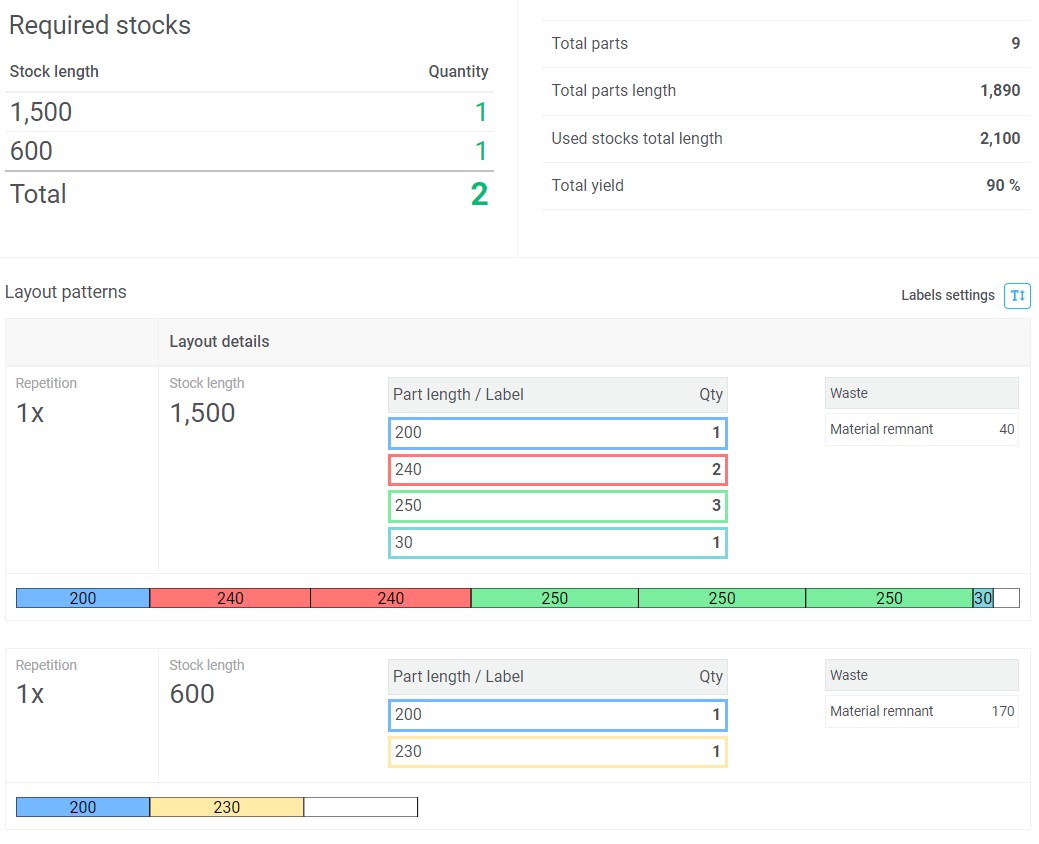 Required stocks
Stock length Quantity
1,500 1
600 1
Total 2
Total parts 9
Total parts length 1,890
Used stocks total length 2,100
Total yield 90 %
Layout patterns
Labels settings
Layout details
Repetition
1x
Stock length
1,500
Part length / Label Qty
200 1
240 2
250 3
30 1
Waste
Material remnant 40
200 240 240 250 250 250 30
Repetition
1x
Stock length
600
Part length / Label Qty
200 1
230 1
Waste
Material remnant 170
200 230